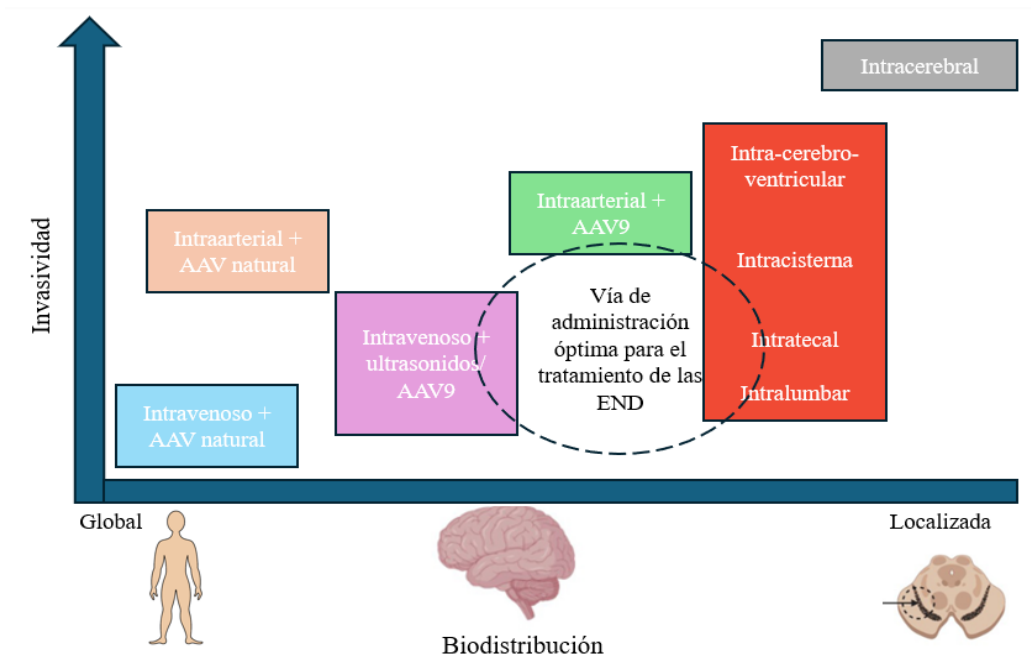 Intracerebral
Intra-cerebro-
ventricular
Intracisterna
Intratecal
Intralumbar
Intraarterial +
AAV9
Intraarterial +
AAV natural
Intravenoso +
ultrasonidos/
AAV9
Vía de
administración
óptima para el
tratamiento de las
END
Intravenoso +
AAV natural
Invasividad
Global
Localizada
Biodistribución